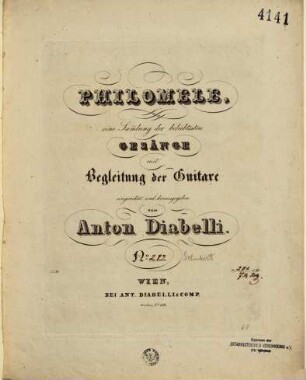 4141
PHILOMELE,
eine Sammlung der beliebtesten
GESÄNGE
mit
Begleitung der Guitare
eingerichtet und herausgegeben
von
Anton Diabelli.
No. 212.
WIEN,
BEI ANT. DIABELLI & COMP.